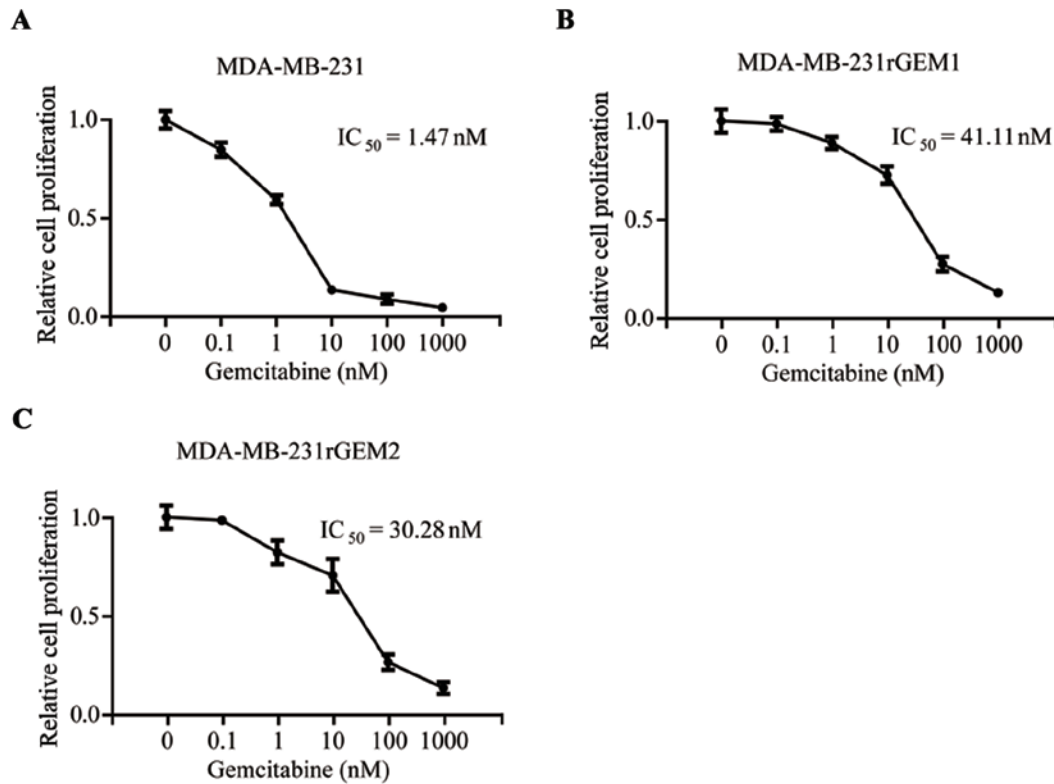 A
MDA-MB-231
Relative cell proliferation
1.0
0.5
0.0
IC50 = 1.47 nM
0 0.1 1 10 100 1000
Gemcitabine (nM)
B
MDA-MB-231rGEM1
Relative cell proliferation
1.0
0.5
0.0
IC50 = 41.11 nM
0 0.1 1 10 100 1000
Gemcitabine (nM)
C
MDA-MB-231rGEM2
Relative cell proliferation
1.0
0.5
0.0
IC50 = 30.28 nM
0 0.1 1 10 100 1000
Gemcitabine (nM)